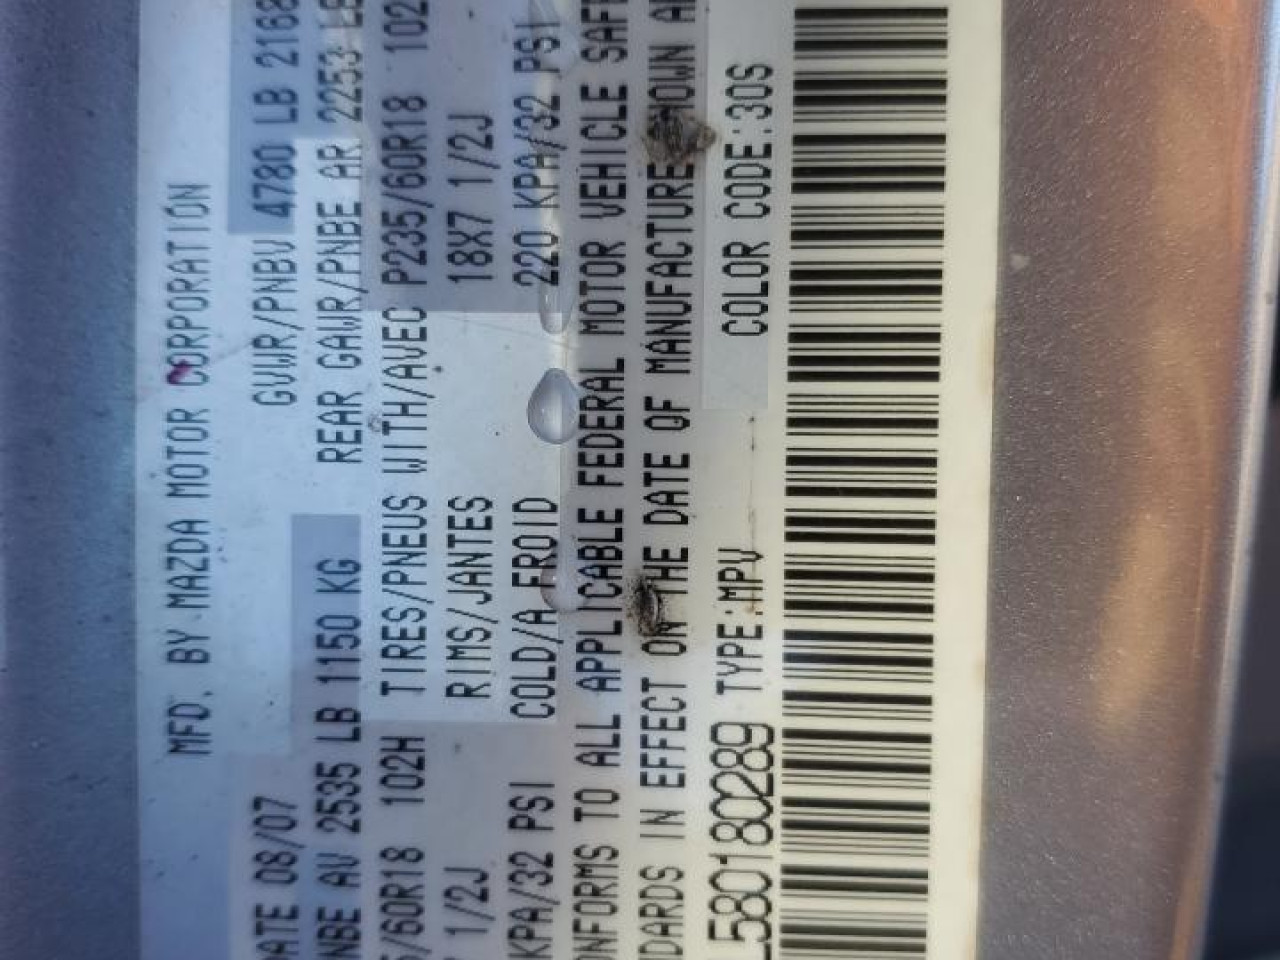 MFD. BY MAZDA MOTOR CORPORATION
DATE 08/07 GVWR/PNBV 4780 LB 2168
NBE AV 2535 LB 1150 KG REAR GAWR/PNBE AR 2253 LB
/60R18 102H TIRES/PNEUS WITH/AVEC P235/60R18 102
1/2J RIMS/JANTES 18X7 1/2J
KPA/32 PSI COLD/A FROID 220 KPA/32 PSI
ONFORMS TO ALL APPLICABLE FEDERAL MOTOR VEHICLE SAFE
DARDS IN EFFECT ON THE DATE OF MANUFACTURE SHOWN A
L580180289 TYPE:MPV COLOR CODE:30S